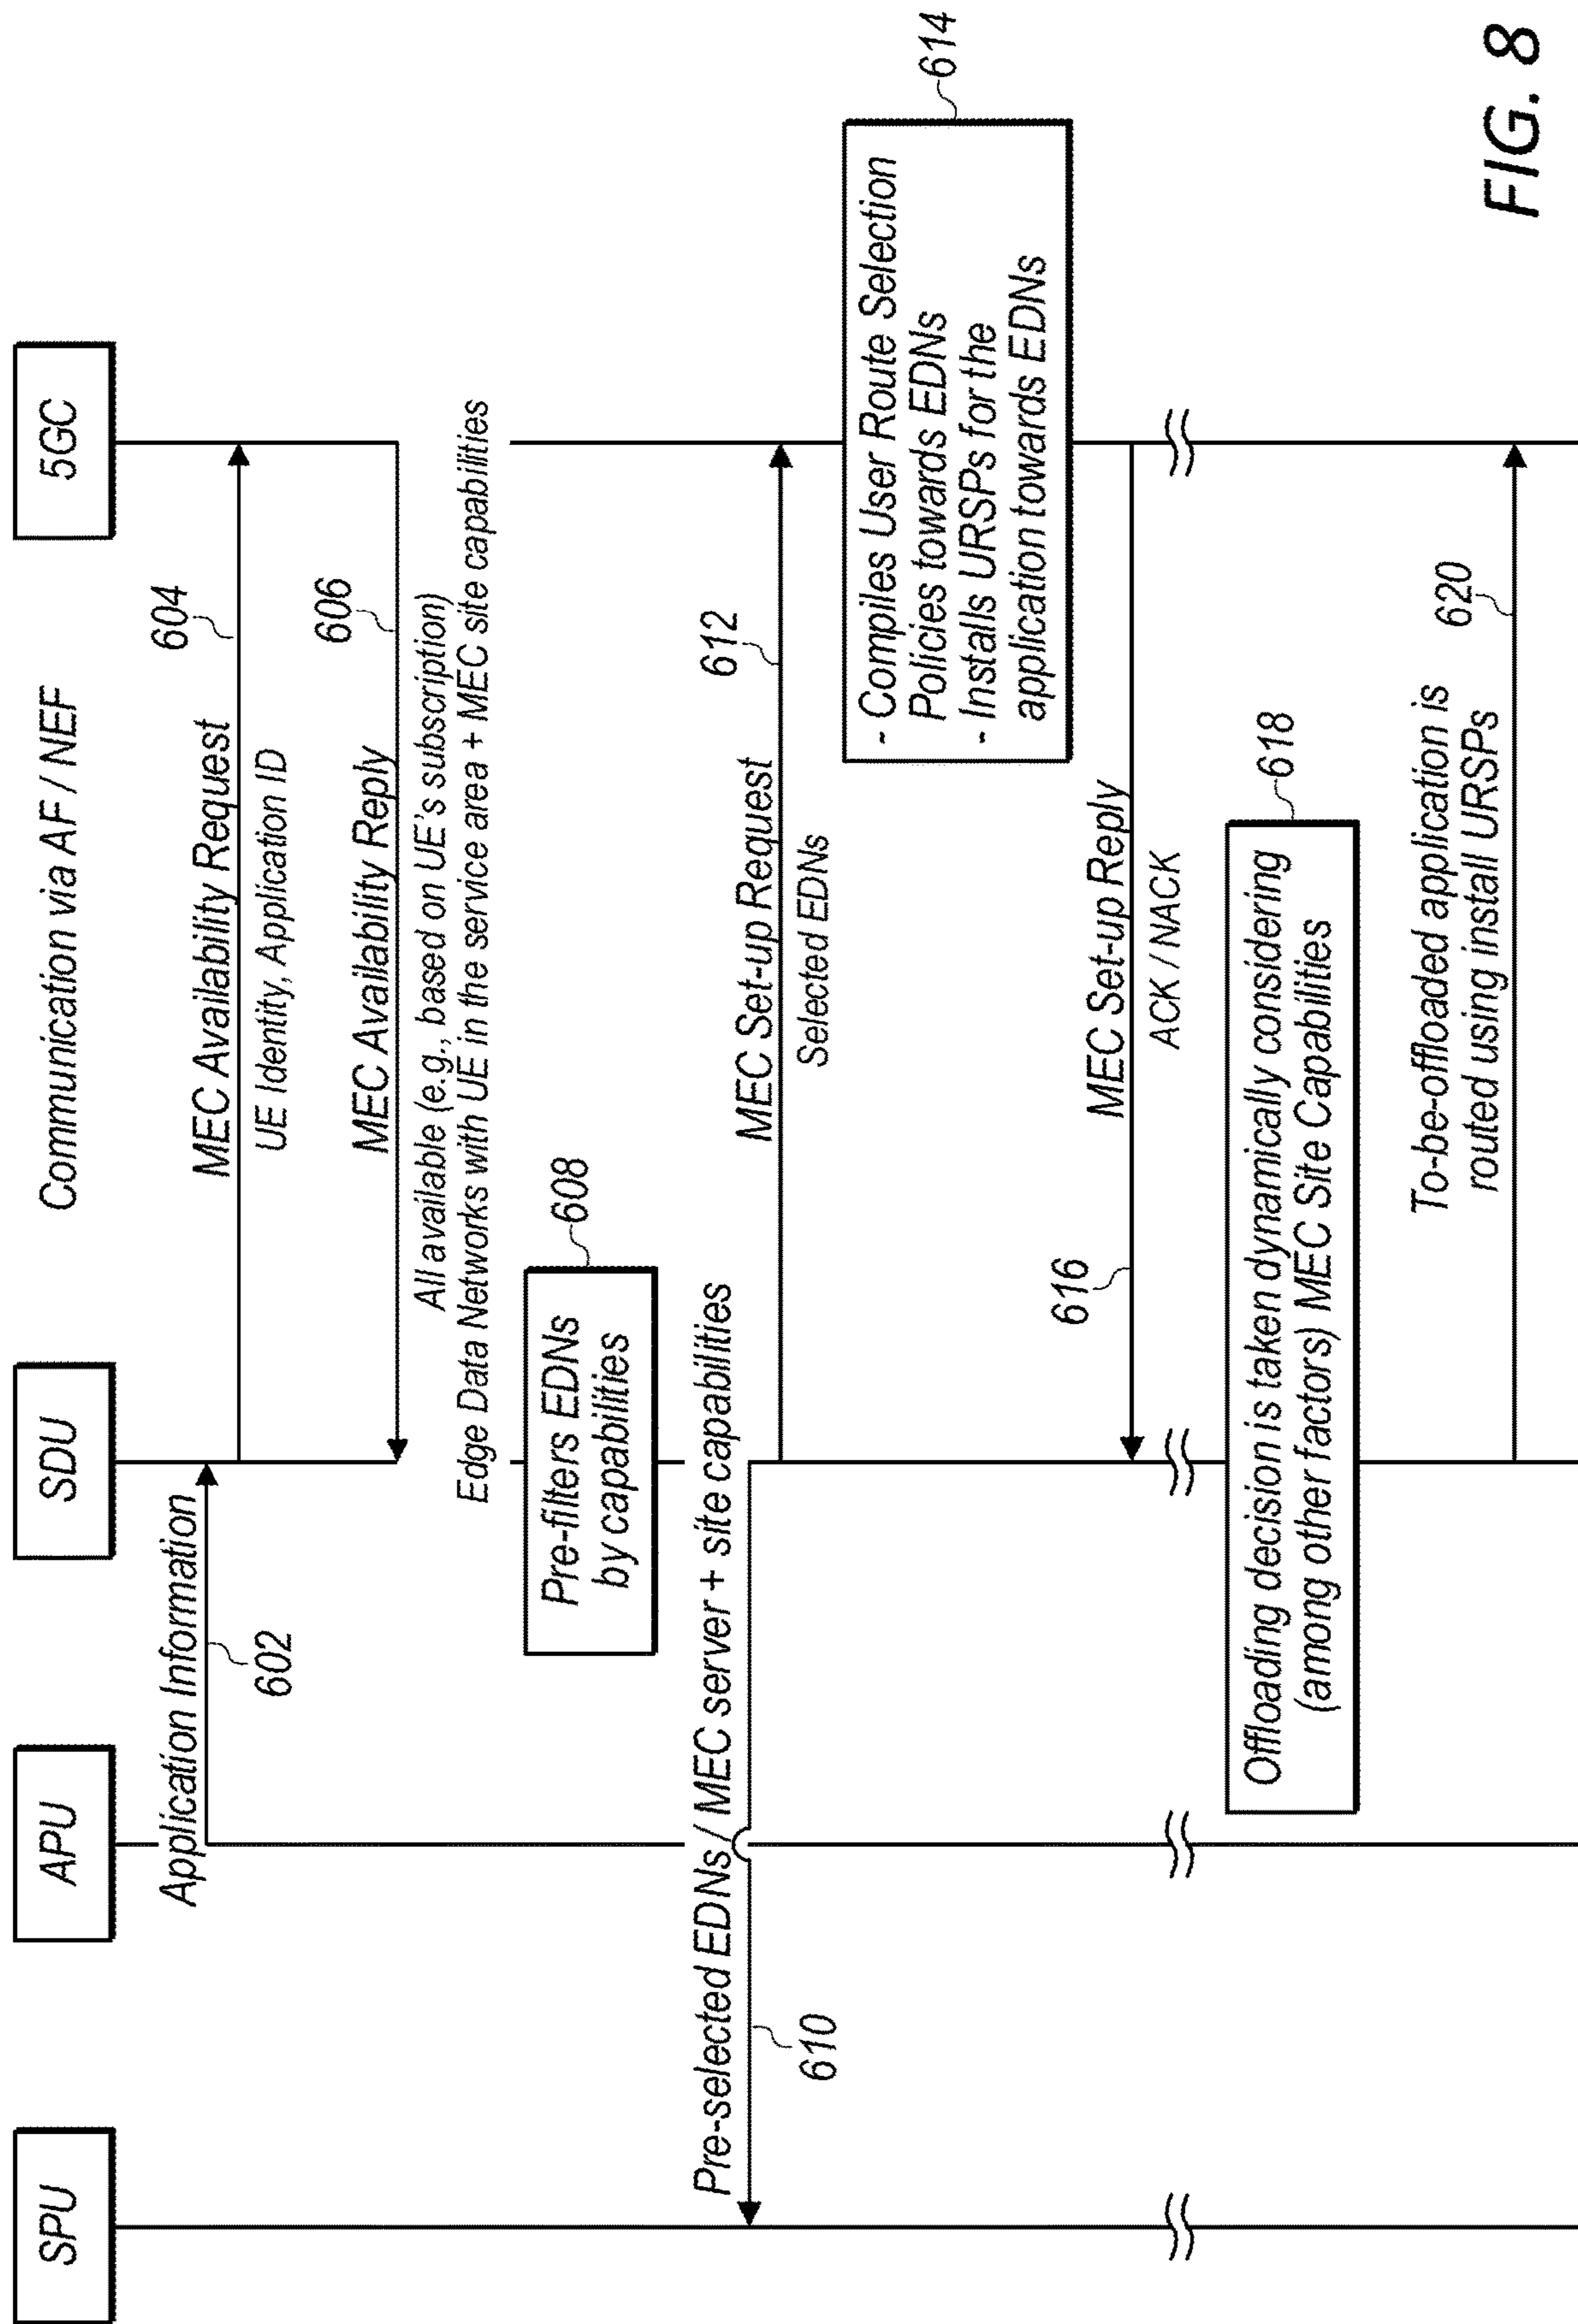 SPU
APU
SDU
Communication via AF / NEF
5GC
Application Information
602
MEC Availability Request
604
UE Identity, Application ID
MEC Availability Reply
606
All available (e.g., based on UE's subscription)
Edge Data Networks with UE in the service area + MEC site capabilities
Pre-filters EDNs
by capabilities
608
Pre-selected EDNs / MEC server + site capabilities
610
MEC Set-up Request
612
Selected EDNs
- Compiles User Route Selection
Policies towards EDNs
- Installs URSPs for the
application towards EDNs
614
MEC Set-up Reply
616
ACK / NACK
Offloading decision is taken dynamically considering
(among other factors) MEC Site Capabilities
618
To-be-offloaded application is
routed using install URSPs
620
FIG. 8